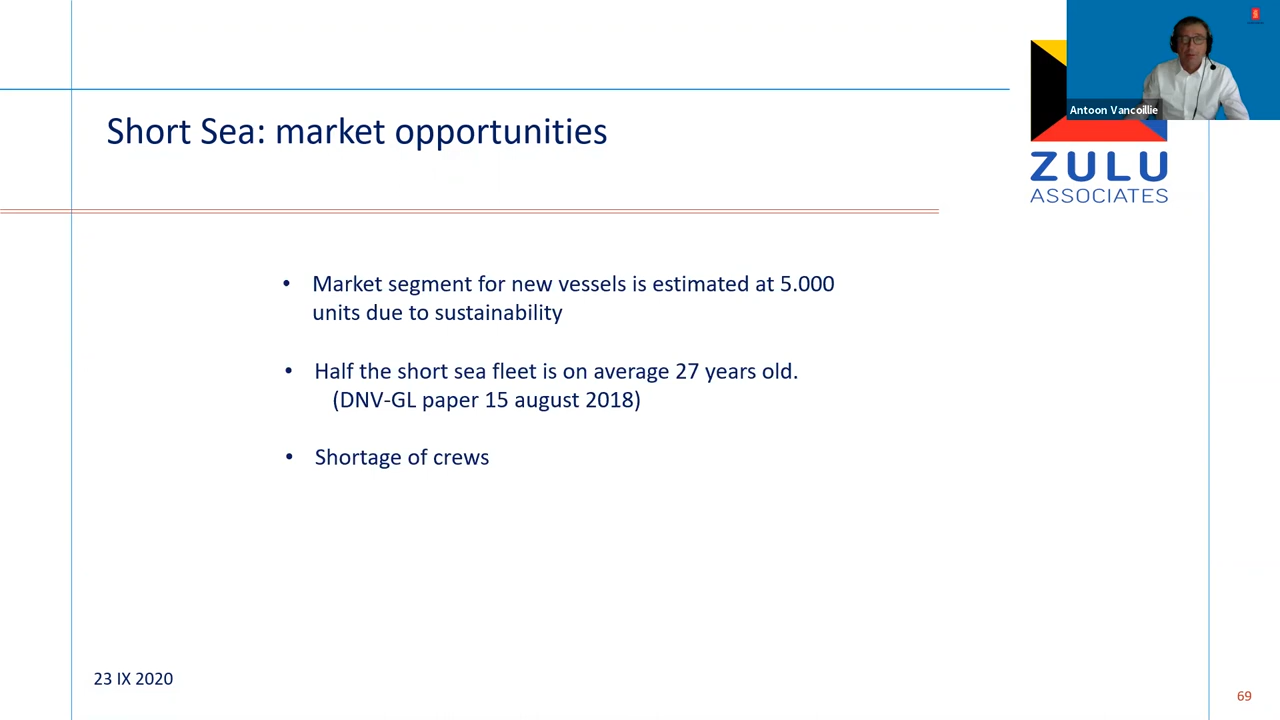 Antoon Vancoillie
Short Sea: market opportunities
ZULU
ASSOCIATES
• Market segment for new vessels is estimated at 5.000
units due to sustainability
• Half the short sea fleet is on average 27 years old.
(DNV-GL paper 15 august 2018)
• Shortage of crews
23 IX 2020
69